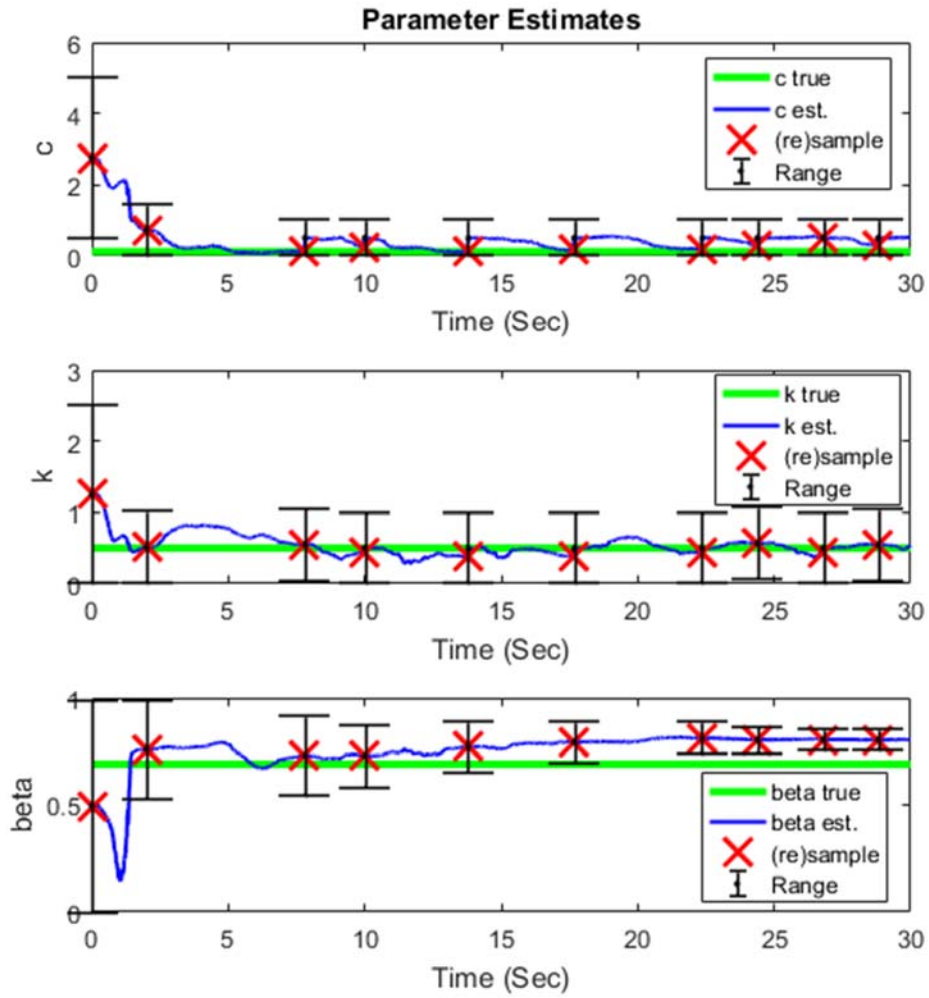 Parameter Estimates
6
4
2
0
c
c true
c est.
(re)sample
Range
0 5 10 15 20 25 30
Time (Sec)
3
2
1
0
k
k true
k est.
(re)sample
Range
0 5 10 15 20 25 30
Time (Sec)
1
0.5
0
beta
beta true
beta est.
(re)sample
Range
0 5 10 15 20 25 30
Time (Sec)